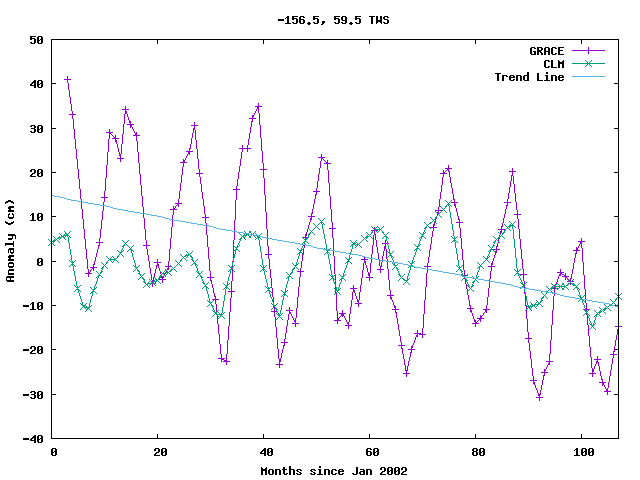 -156.5, 59.5 TWS
GRACE
CLM
Trend Line
Anomaly (cm)
50
40
30
20
10
0
-10
-20
-30
-40
0 20 40 60 80 100
Months since Jan 2002